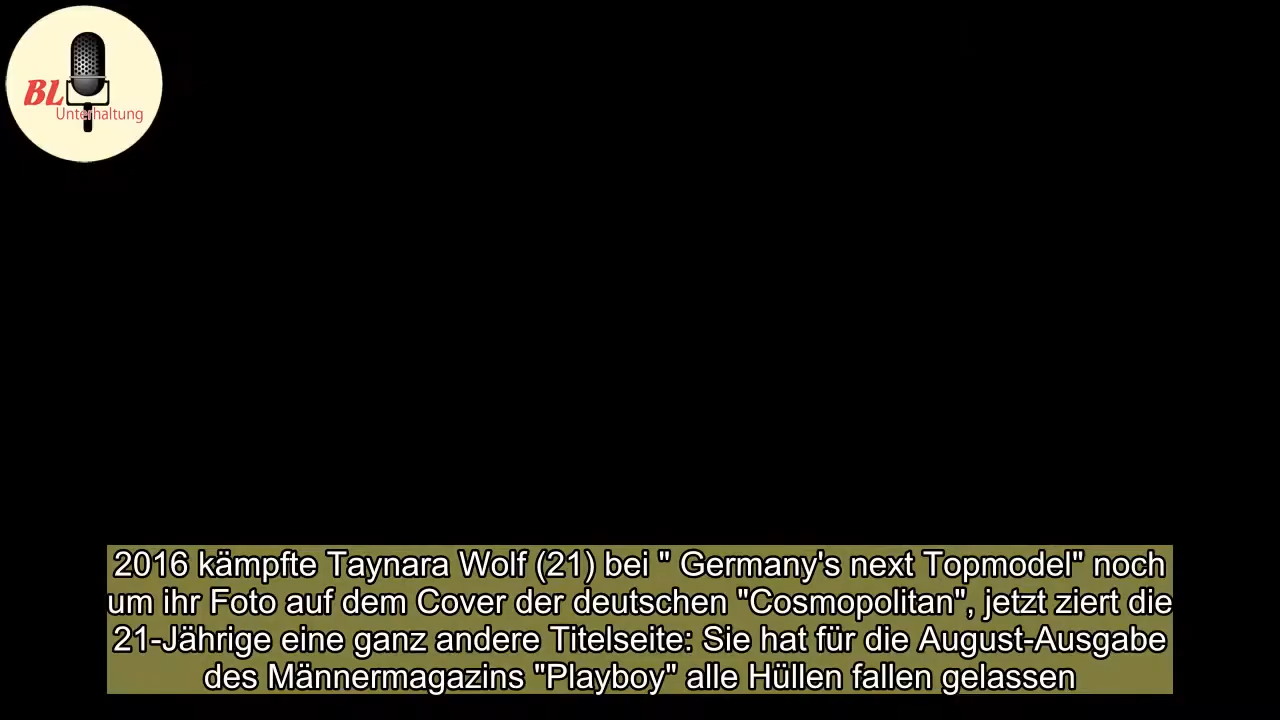 BL
Unterhaltung
2016 kämpfte Taynara Wolf (21) bei " Germany's next Topmodel" noch
um ihr Foto auf dem Cover der deutschen "Cosmopolitan", jetzt ziert die
21-Jährige eine ganz andere Titelseite: Sie hat für die August-Ausgabe
des Männermagazins "Playboy" alle Hüllen fallen gelassen